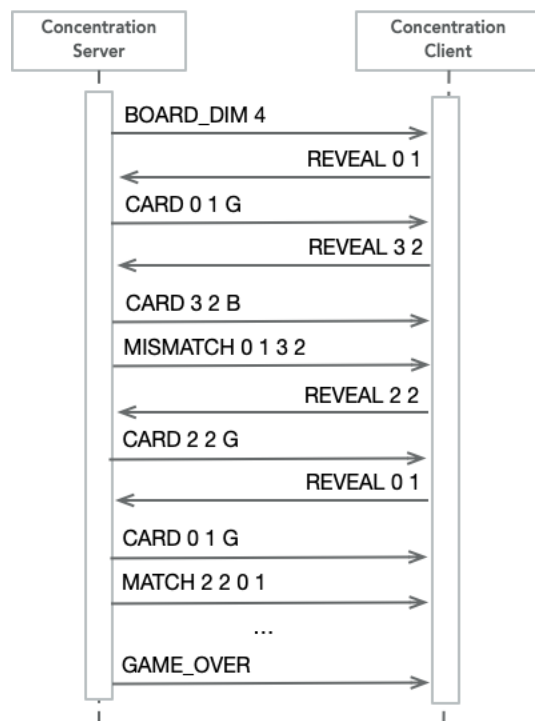 Concentration
Server
Concentration
Client
BOARD_DIM 4
REVEAL 0 1
CARD 0 1 G
REVEAL 3 2
CARD 3 2 B
MISMATCH 0 1 3 2
REVEAL 2 2
CARD 2 2 G
REVEAL 0 1
CARD 0 1 G
MATCH 2 2 0 1
...
GAME_OVER